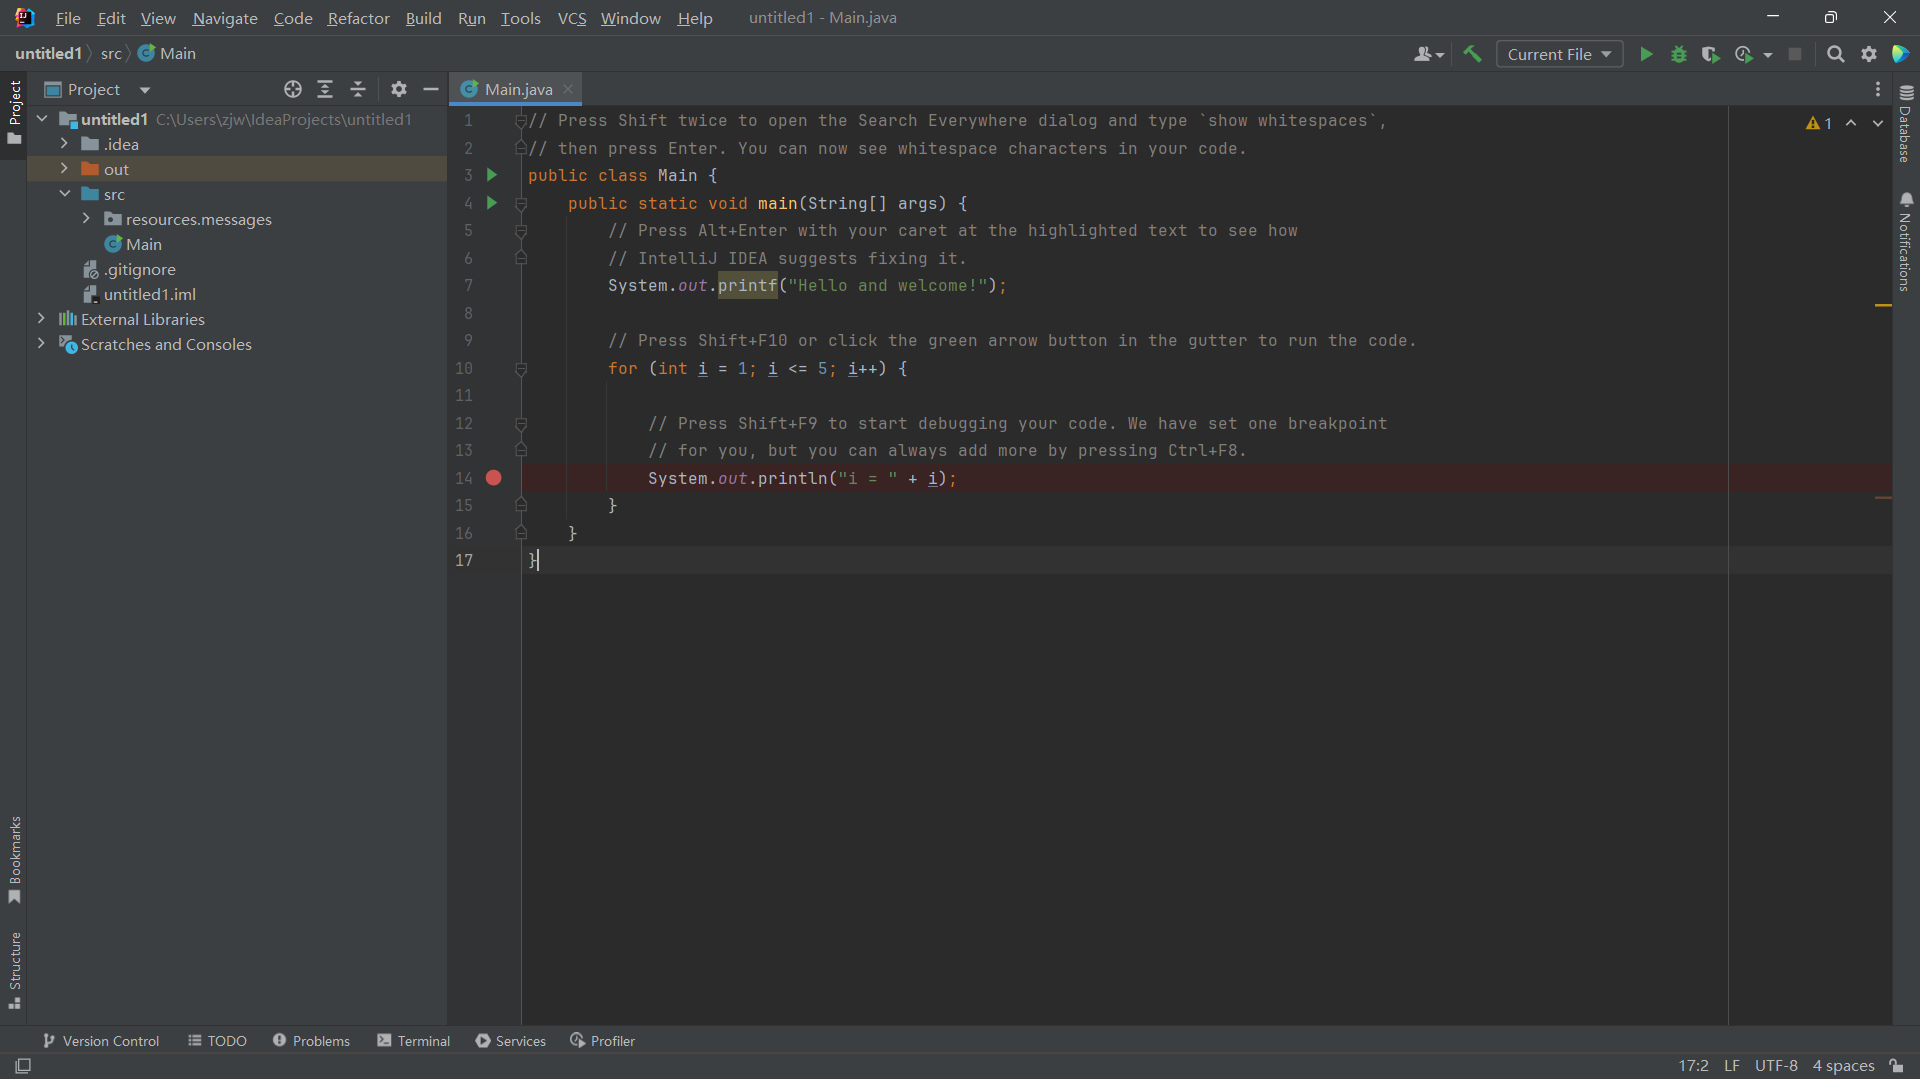 File Edit View Navigate Code Refactor Build Run Tools VCS Window Help untitled1 - Main.java
untitled1 src Main
Current File
Project
Project
untitled1 C:\Users\zjw\IdeaProjects\untitled1
.idea
out
src
resources.messages
Main
.gitignore
untitled1.iml
External Libraries
Scratches and Consoles
Bookmarks
Structure
Main.java
1 // Press Shift twice to open the Search Everywhere dialog and type `show whitespaces`,
2 // then press Enter. You can now see whitespace characters in your code.
3 public class Main {
4 public static void main(String[] args) {
5 // Press Alt+Enter with your caret at the highlighted text to see how
6 // IntelliJ IDEA suggests fixing it.
7 System.out.printf("Hello and welcome!");
8
9 // Press Shift+F10 or click the green arrow button in the gutter to run the code.
10 for (int i = 1; i <= 5; i++) {
11
12 // Press Shift+F9 to start debugging your code. We have set one breakpoint
13 // for you, but you can always add more by pressing Ctrl+F8.
14 System.out.println("i = " + i);
15 }
16 }
17 }
1
Database
Notifications
Version Control TODO Problems Terminal Services Profiler
17:2 LF UTF-8 4 spaces